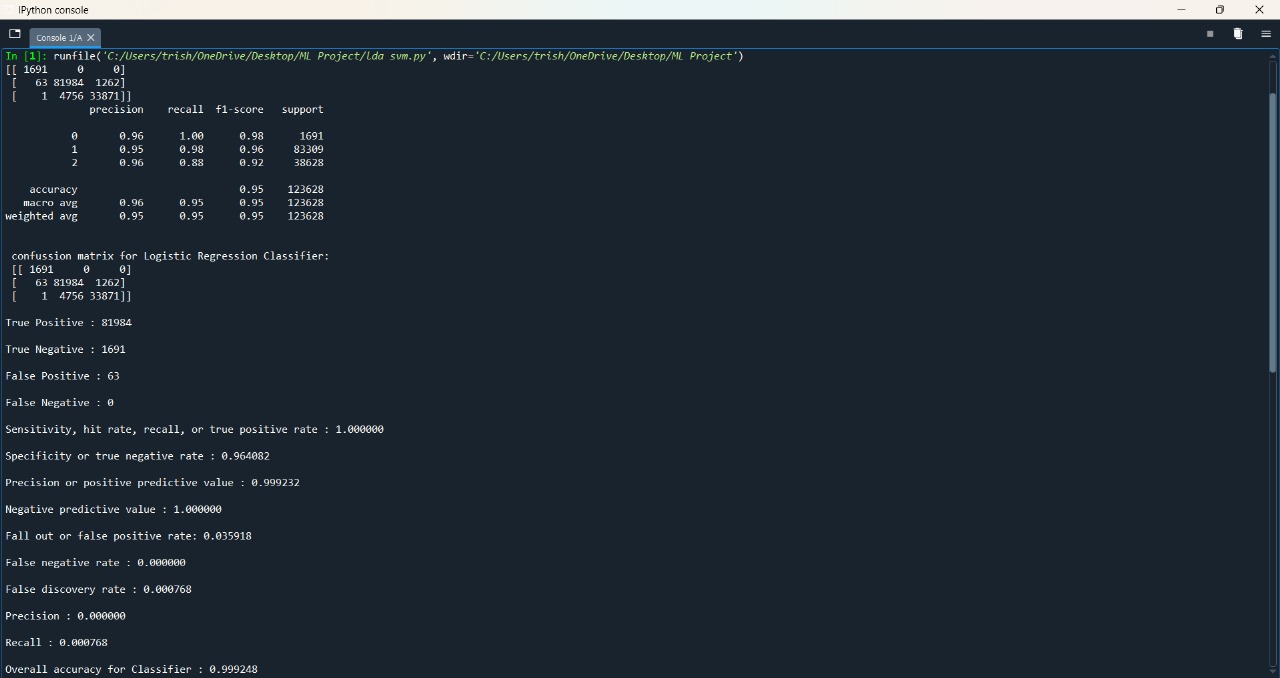 IPython console
Console 1/A
In [1]: runfile('C:/Users/trish/OneDrive/Desktop/ML Project/lda svm.py', wdir='C:/Users/trish/OneDrive/Desktop/ML Project')
[[ 1691     0     0]
[   63 81984  1262]
[    1  4756 33871]]
precision    recall  f1-score   support
0       0.96      1.00      0.98      1691
1       0.95      0.98      0.96     83309
2       0.96      0.88      0.92     38628
accuracy                           0.95    123628
macro avg       0.96      0.95      0.95    123628
weighted avg       0.95      0.95      0.95    123628
confussion matrix for Logistic Regression Classifier:
[[ 1691     0     0]
[   63 81984  1262]
[    1  4756 33871]]
True Positive : 81984
True Negative : 1691
False Positive : 63
False Negative : 0
Sensitivity, hit rate, recall, or true positive rate : 1.000000
Specificity or true negative rate : 0.964082
Precision or positive predictive value : 0.999232
Negative predictive value : 1.000000
Fall out or false positive rate: 0.035918
False negative rate : 0.000000
False discovery rate : 0.000768
Precision : 0.000000
Recall : 0.000768
Overall accuracy for Classifier : 0.999248